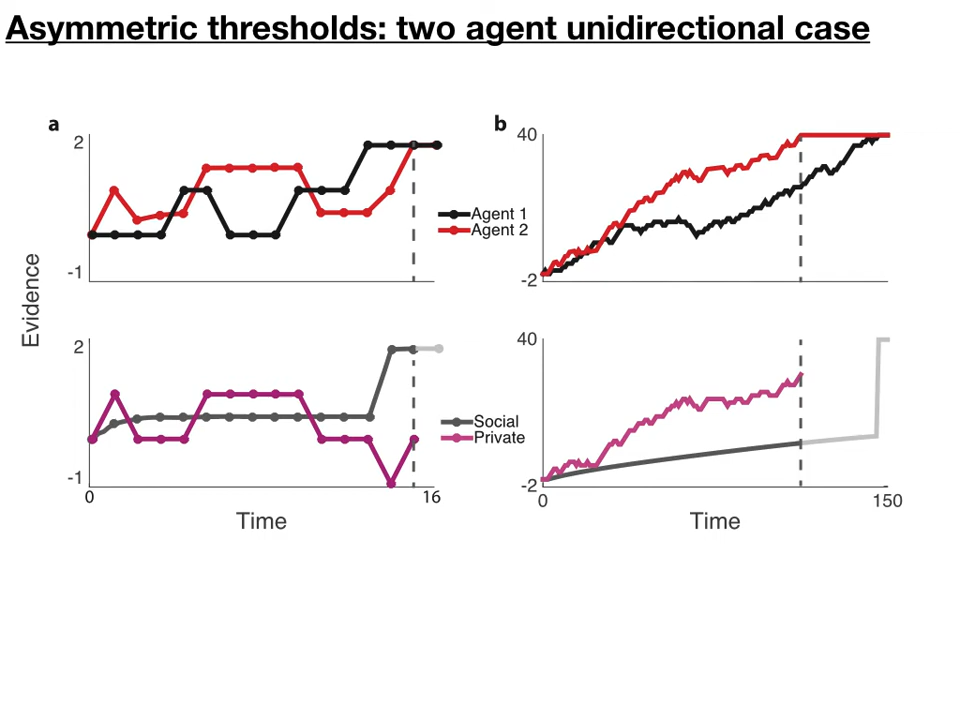 Asymmetric thresholds: two agent unidirectional case
a
b
2
-1
40
-2
Agent 1
Agent 2
Evidence
2
-1
0
16
Time
Social
Private
40
-2
0
150
Time